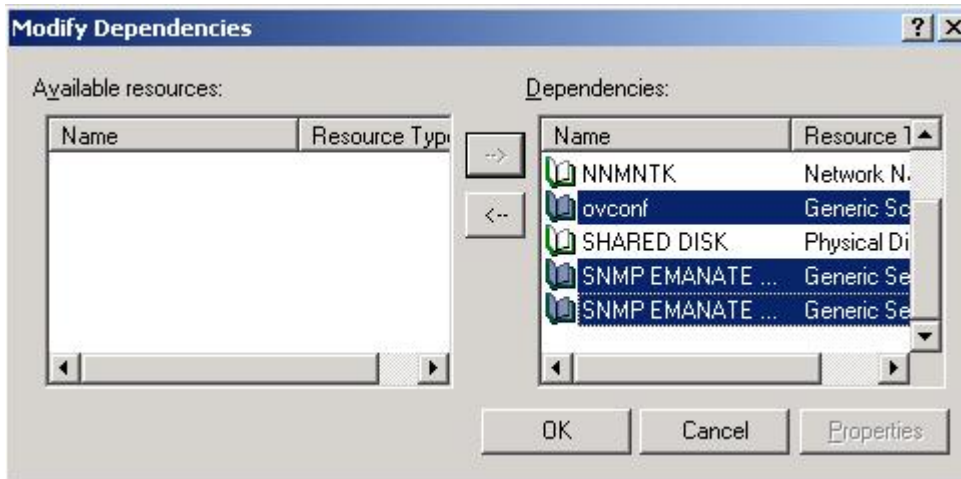 Modify Dependencies
Available resources:
Dependencies:
Name Resource Type
Name Resource T
--> 
<--
NNMNTK Network N.
ovconf Generic Sc
SHARED DISK Physical Di
SNMP EMANATE ... Generic Se
SNMP EMANATE ... Generic Se
OK Cancel Properties